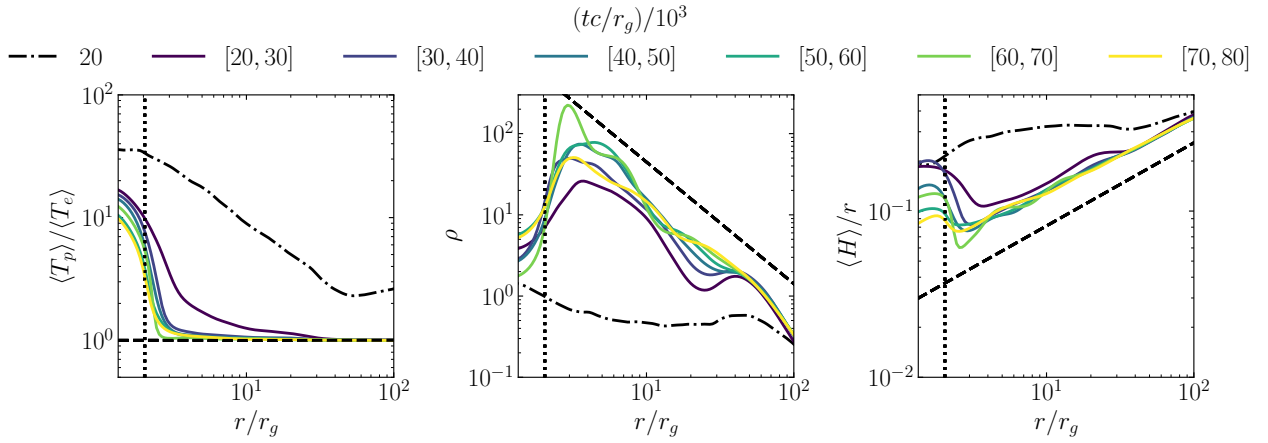 (tc/r_g)/10^3
20 [20, 30] [30, 40] [40, 50] [50, 60] [60, 70] [70, 80]
⟨T_p⟩/⟨T_e⟩
10^2
10^1
10^0
10^1 10^2
r/r_g
ρ
10^2
10^1
10^0
10^{-1}
10^1 10^2
r/r_g
⟨H⟩/r
10^{-1}
10^{-2}
10^1 10^2
r/r_g